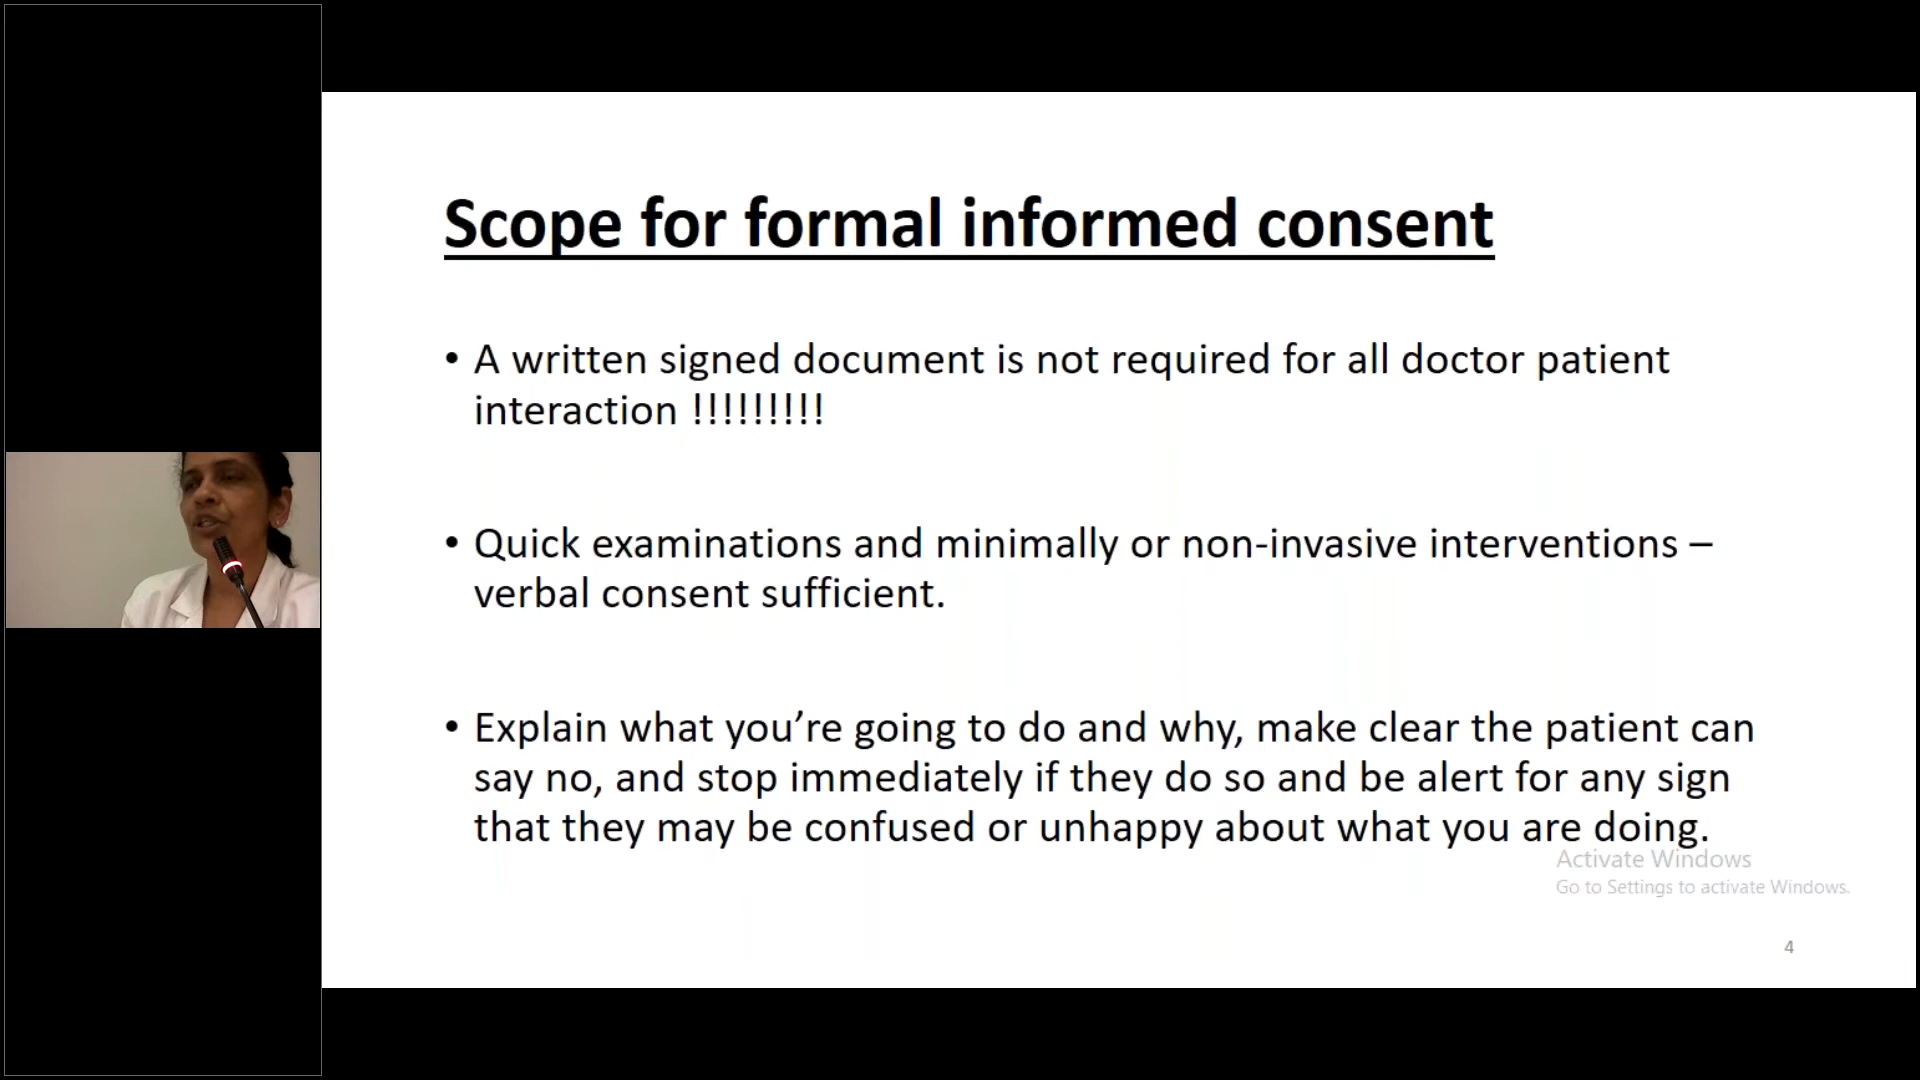 Scope for formal informed consent
• A written signed document is not required for all doctor patient
interaction !!!!!!!!!
• Quick examinations and minimally or non-invasive interventions –
verbal consent sufficient.
• Explain what you’re going to do and why, make clear the patient can
say no, and stop immediately if they do so and be alert for any sign
that they may be confused or unhappy about what you are doing.
Activate Windows
Go to Settings to activate Windows.
4